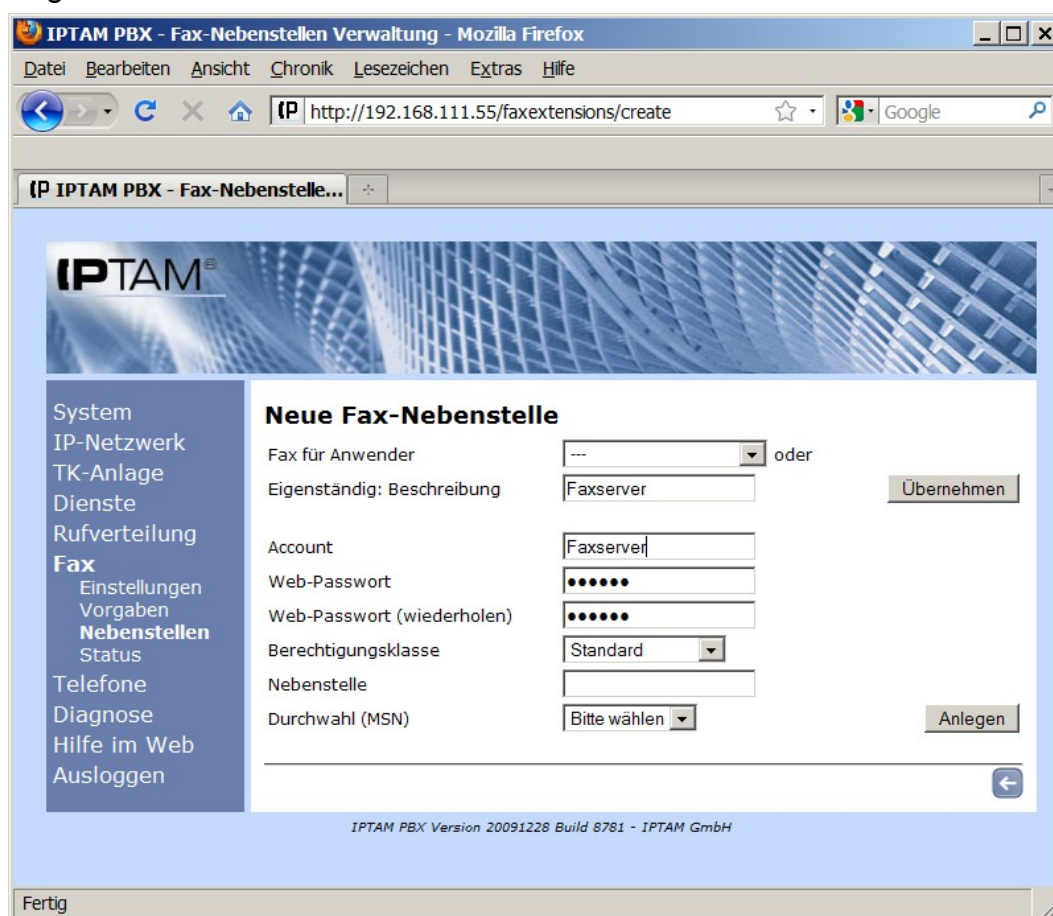 IPTAM PBX - Fax-Nebenstellen Verwaltung - Mozilla Firefox
Datei Bearbeiten Ansicht Chronik Lesezeichen Extras Hilfe
http://192.168.111.55/faxextensions/create
Google
IPTAM PBX - Fax-Nebenstelle...
IPTAM®
System
IP-Netzwerk
TK-Anlage
Dienste
Rufverteilung
Fax
Einstellungen
Vorgaben
Nebenstellen
Status
Telefone
Diagnose
Hilfe im Web
Ausloggen
Neue Fax-Nebenstelle
Fax für Anwender --- oder
Eigenständig: Beschreibung Faxserver Übernehmen
Account Faxserver
Web-Passwort ●●●●●●
Web-Passwort (wiederholen) ●●●●●●
Berechtigungsklasse Standard
Nebenstelle
Durchwahl (MSN) Bitte wählen Anlegen
IPTAM PBX Version 20091228 Build 8781 - IPTAM GmbH
Fertig